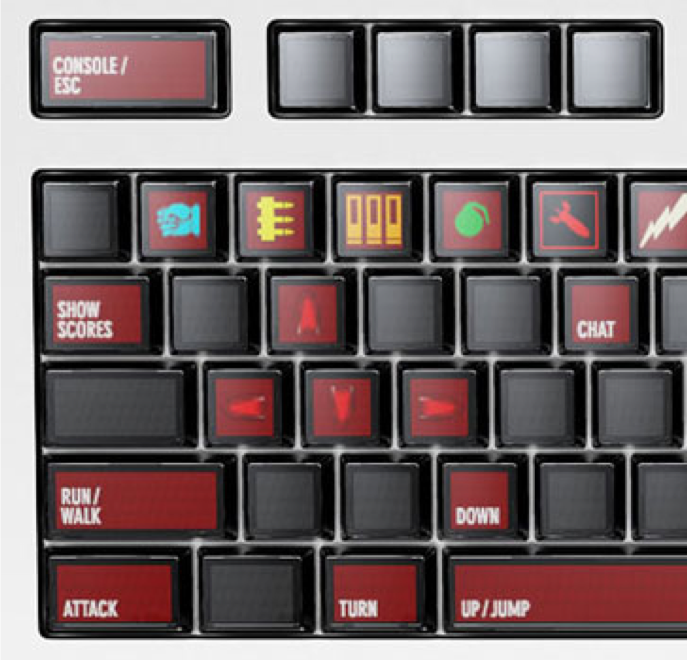 CONSOLE /
ESC
SHOW
SCORES
CHAT
RUN/
WALK
DOWN
ATTACK
TURN
UP/JUMP